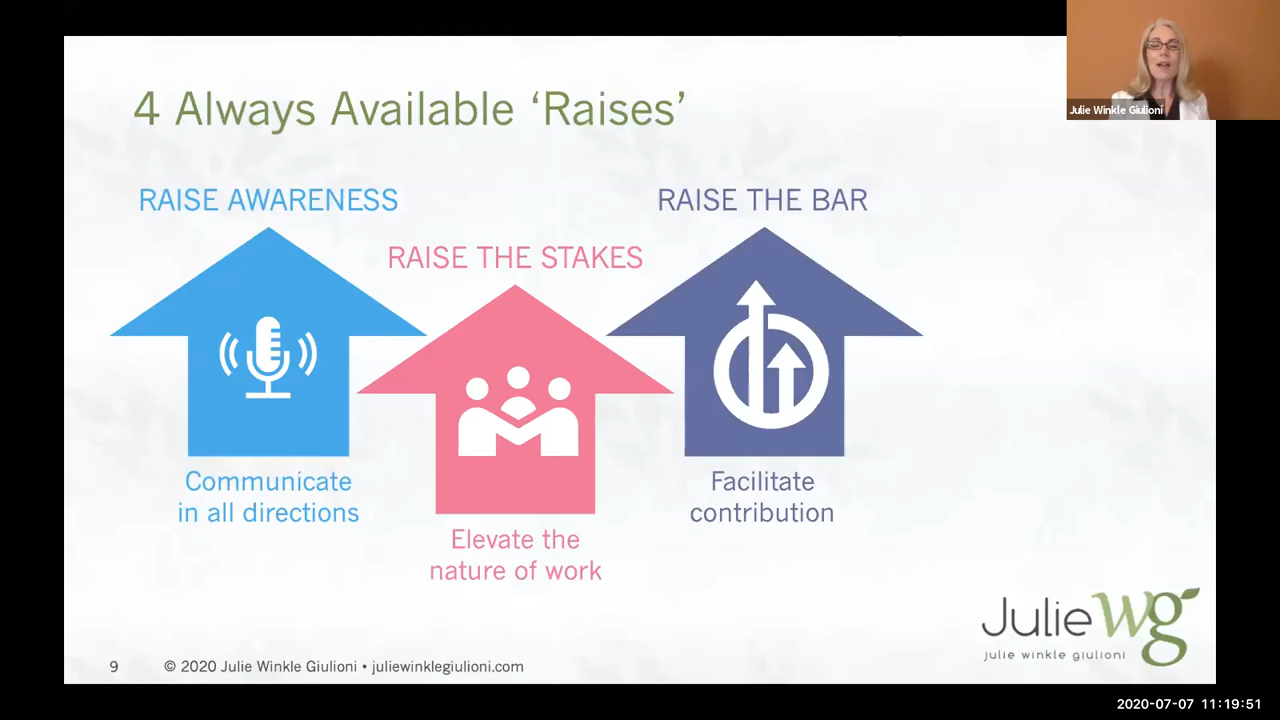 Julie Winkle Giulioni
4 Always Available ‘Raises’
RAISE AWARENESS
RAISE THE STAKES
RAISE THE BAR
Communicate
in all directions
Elevate the
nature of work
Facilitate
contribution
Julie wg
julie winkle giulioni
9
© 2020 Julie Winkle Giulioni • juliewinklegiulioni.com
2020-07-07 11:19:51